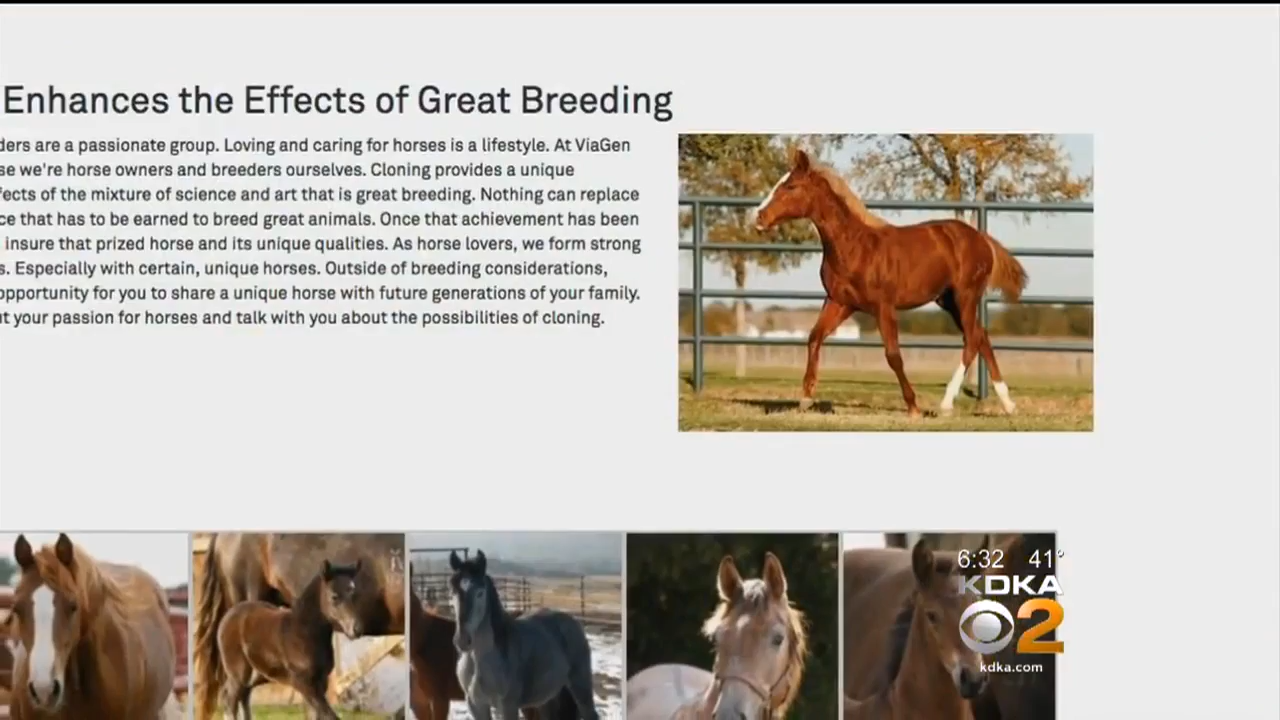 Enhances the Effects of Great Breeding
ders are a passionate group. Loving and caring for horses is a lifestyle. At ViaGen
se we're horse owners and breeders ourselves. Cloning provides a unique
fects of the mixture of science and art that is great breeding. Nothing can replace
ce that has to be earned to breed great animals. Once that achievement has been
insure that prized horse and its unique qualities. As horse lovers, we form strong
s. Especially with certain, unique horses. Outside of breeding considerations,
opportunity for you to share a unique horse with future generations of your family.
ut your passion for horses and talk with you about the possibilities of cloning.
6:32 41°
KDKA
2
kdka.com